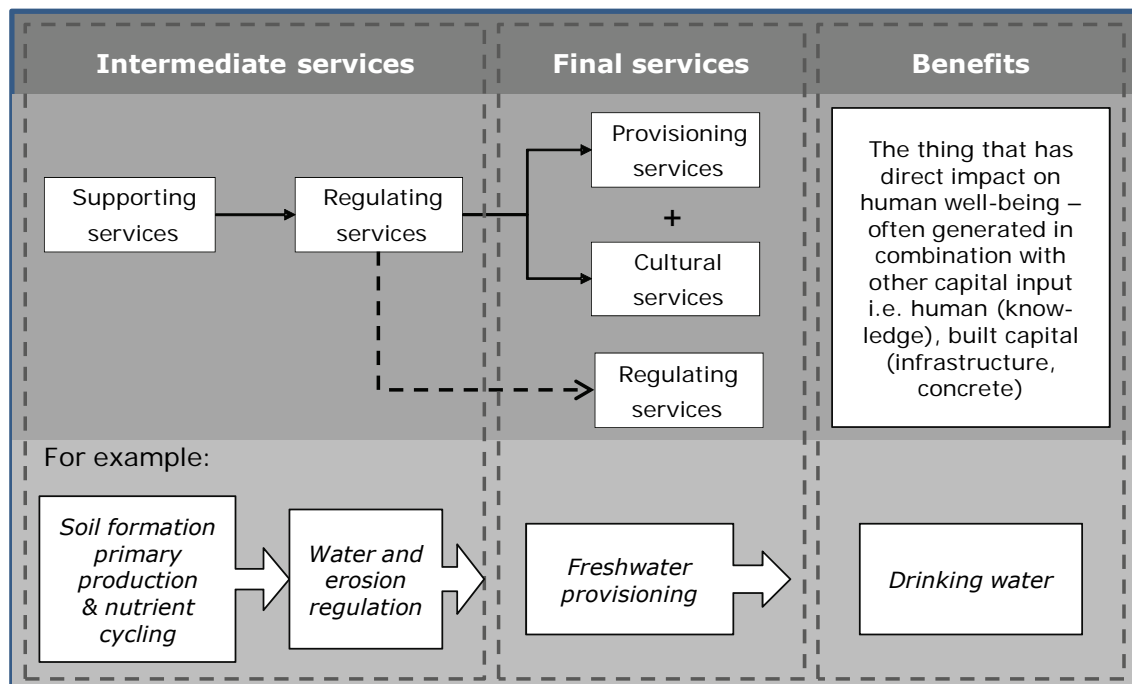 Intermediate services
Final services
Benefits
Supporting
services
Regulating
services
Provisioning
services
+
Cultural
services
Regulating
services
The thing that has
direct impact on
human well-being –
often generated in
combination with
other capital input
i.e. human (know-
ledge), built capital
(infrastructure,
concrete)
For example:
Soil formation
primary
production
& nutrient
cycling
Water and
erosion
regulation
Freshwater
provisioning
Drinking water